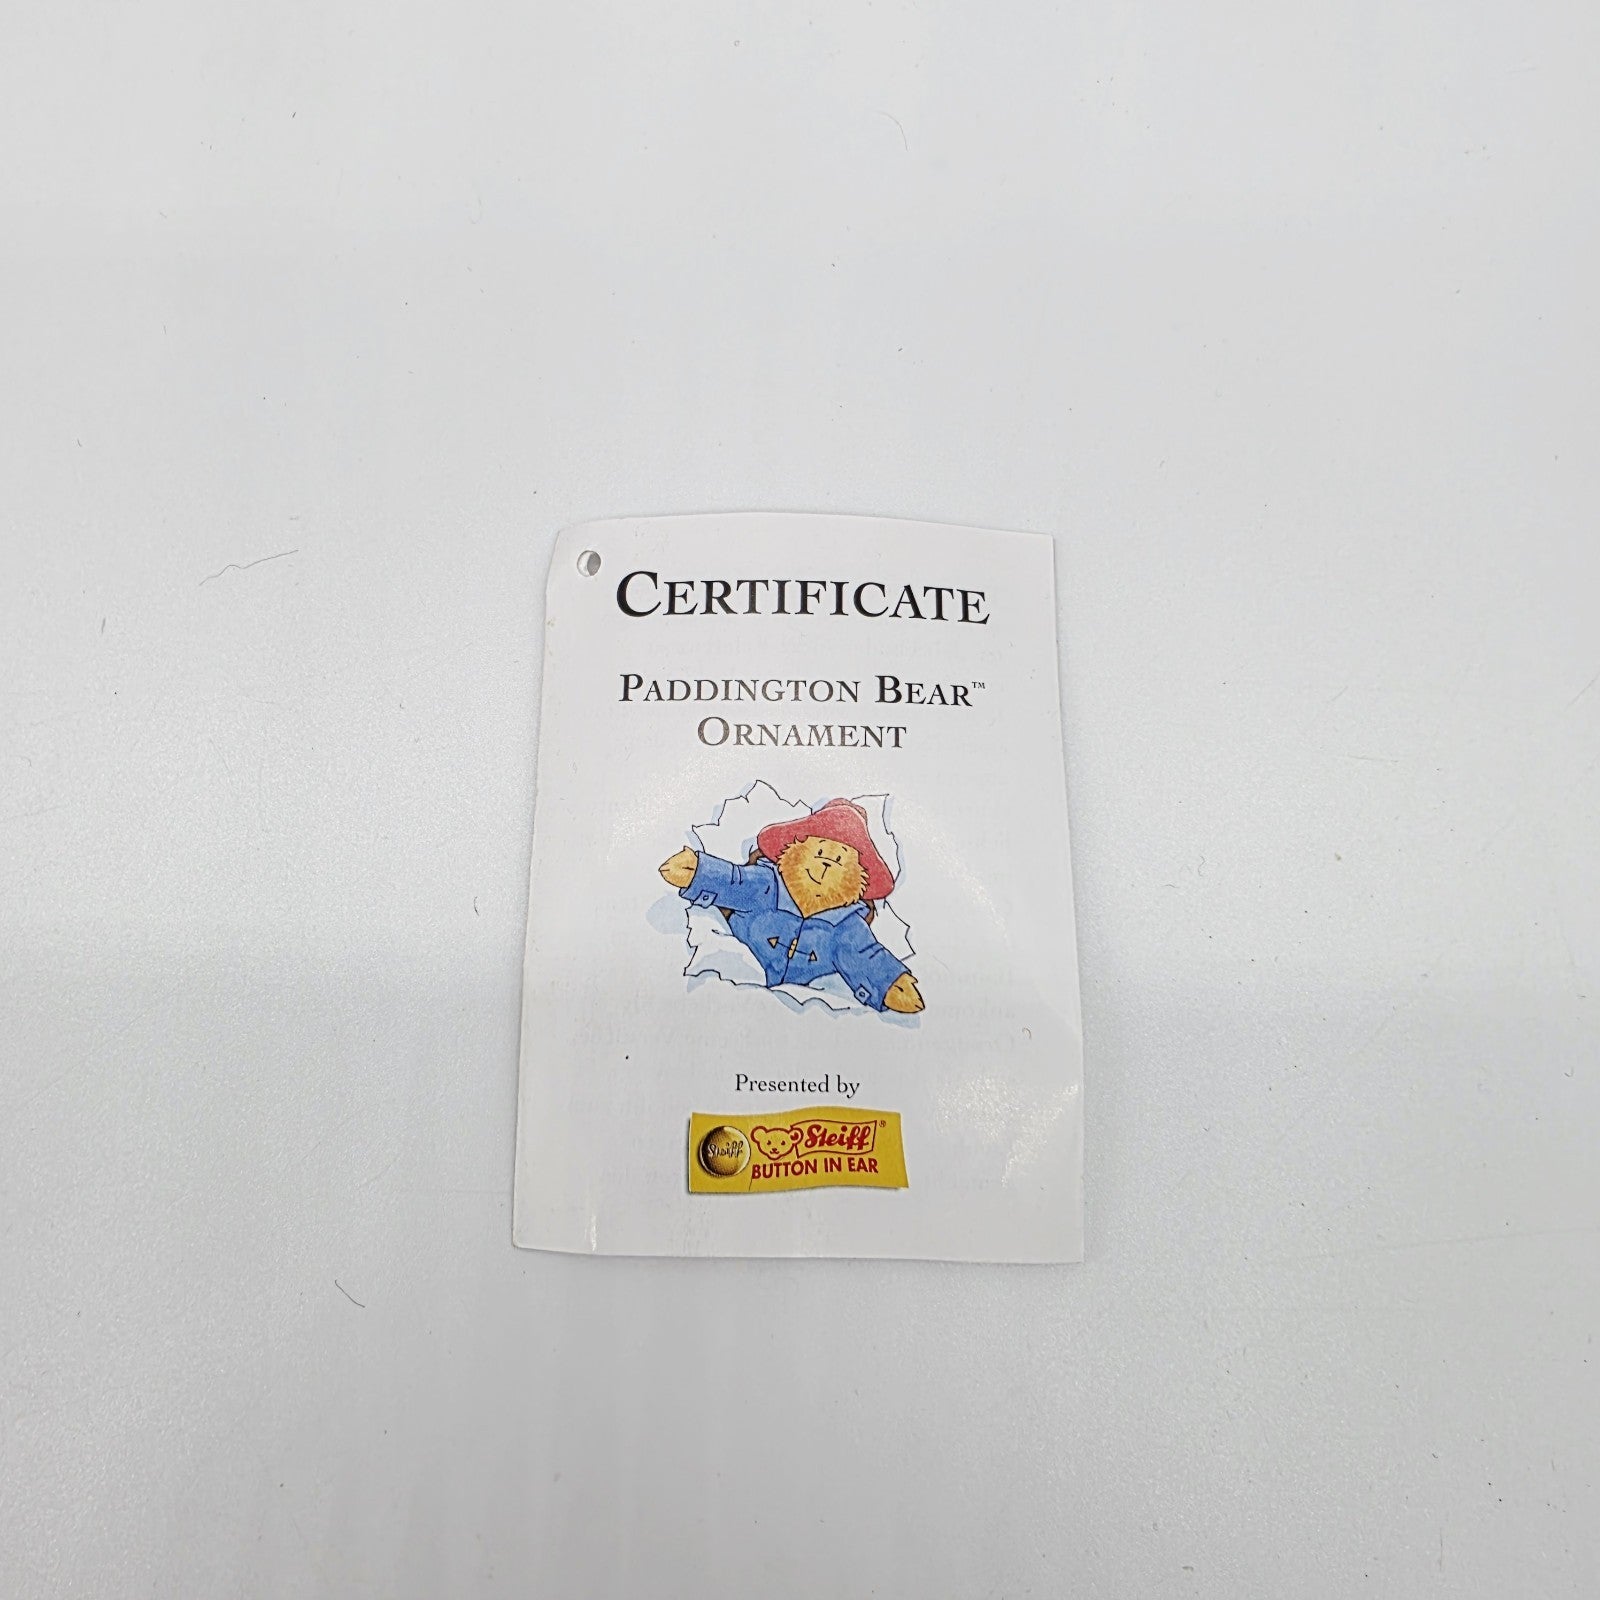 CERTIFICATE
PADDINGTON BEAR™
ORNAMENT
Presented by
Steiff
Steiff®
BUTTON IN EAR